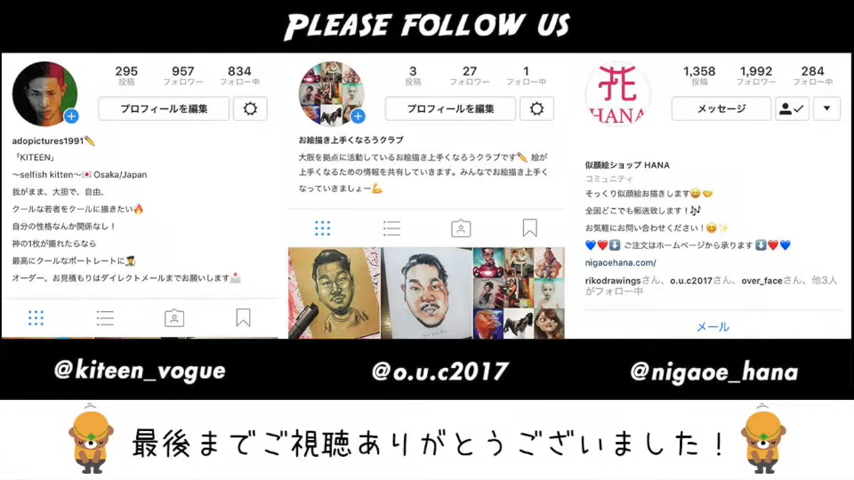 PLEASE FOLLOW US
295 957 834
投稿 フォロワー フォロー中
プロフィールを編集
adopictures1991✏️
「KITEEN」
〜selfish kitten〜🇯🇵Osaka/Japan
我がまま、大胆で、自由、
クールな若者をクールに描きたい🔥
自分の性格なんか関係なし！
神の1枚が撮れたらなら
最高にクールなポートレートに
オーダー、お見積もりはダイレクトメールまでお願いします📩
@kiteen_vogue
3 27 1
投稿 フォロワー フォロー中
プロフィールを編集
お絵描き上手くなろうクラブ
大阪を拠点に活動しているお絵描き上手くなろうクラブです✏️ 絵が
上手くなるための情報を共有していきます。みんなでお絵描き上手く
なっていきましょー💪
@o.u.c2017
花
HANA
1,358 1,992 284
投稿 フォロワー フォロー中
メッセージ
似顔絵ショップ HANA
コミュニティ
そっくり似顔絵お描きします😄🤝
全国どこでも郵送致します！🎶
お気軽にお問い合わせください！😄✨
💙❤️⬇️ ご注文はホームページから承ります ⬇️❤️💙
nigaoehana.com/
rikodrawingsさん、o.u.c2017さん、over_faceさん、他3人
がフォロー中
メール
@nigaoe_hana
最後までご視聴ありがとうございました！